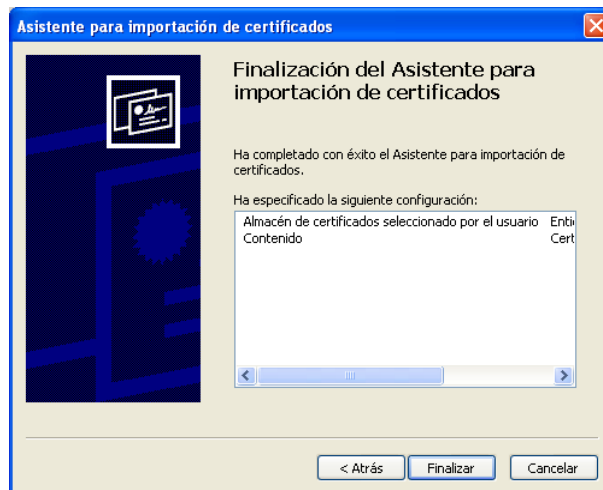 Asistente para importación de certificados
Finalización del Asistente para
importación de certificados
Ha completado con éxito el Asistente para importación de
certificados.
Ha especificado la siguiente configuración:
Almacén de certificados seleccionado por el usuario Enti
Contenido Cert
< Atrás Finalizar Cancelar